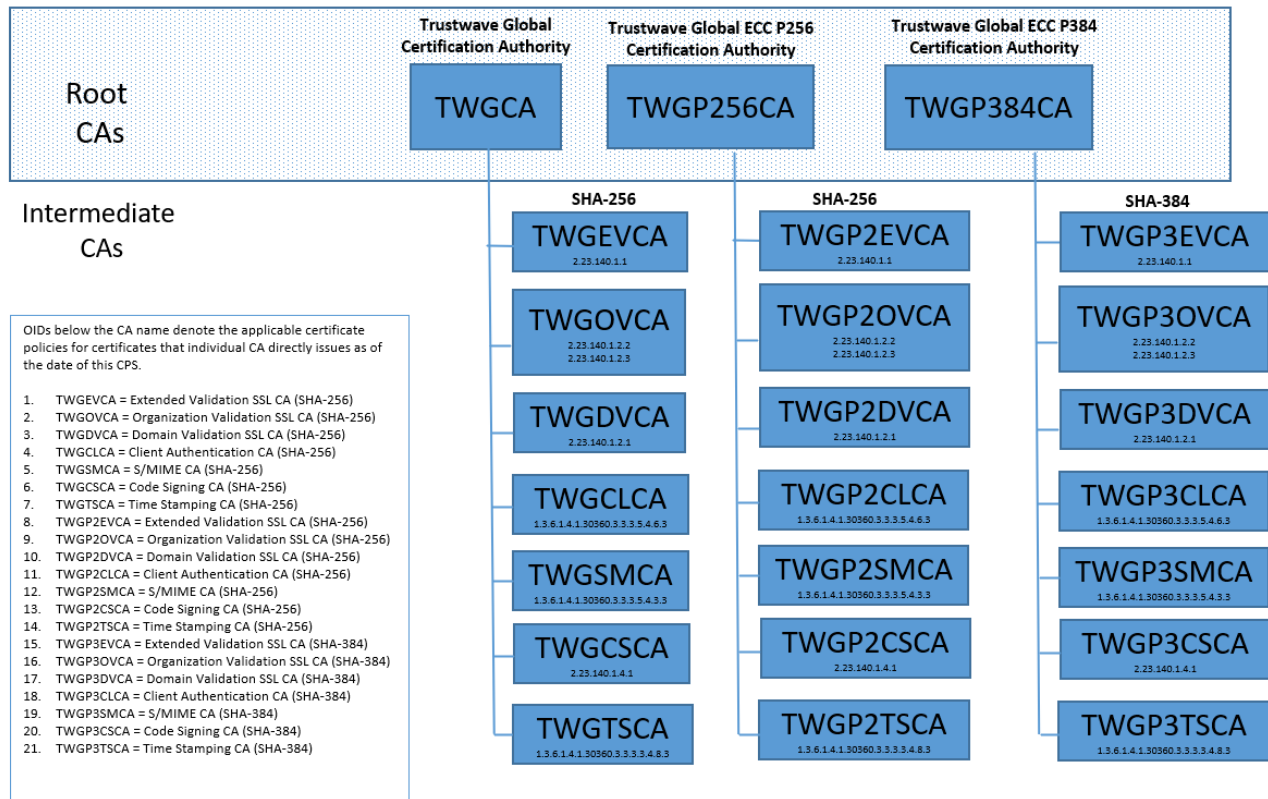 Trustwave Global
Certification Authority
Trustwave Global ECC P256
Certification Authority
Trustwave Global ECC P384
Certification Authority
Root
CAs
TWGCA
TWGP256CA
TWGP384CA
Intermediate
CAs
SHA-256
SHA-256
SHA-384
TWGEVCA
2.23.140.1.1
TWGP2EVCA
2.23.140.1.1
TWGP3EVCA
2.23.140.1.1
TWGOVCA
2.23.140.1.2.2
2.23.140.1.2.3
TWGP2OVCA
2.23.140.1.2.2
2.23.140.1.2.3
TWGP3OVCA
2.23.140.1.2.2
2.23.140.1.2.3
TWGDVCA
2.23.140.1.2.1
TWGP2DVCA
2.23.140.1.2.1
TWGP3DVCA
2.23.140.1.2.1
TWGCLCA
1.3.6.1.4.1.30360.3.3.3.5.4.6.3
TWGP2CLCA
1.3.6.1.4.1.30360.3.3.3.5.4.6.3
TWGP3CLCA
1.3.6.1.4.1.30360.3.3.3.5.4.6.3
TWGSMCA
1.3.6.1.4.1.30360.3.3.3.5.4.3.3
TWGP2SMCA
1.3.6.1.4.1.30360.3.3.3.5.4.3.3
TWGP3SMCA
1.3.6.1.4.1.30360.3.3.3.5.4.3.3
TWGCSCA
2.23.140.1.4.1
TWGP2CSCA
2.23.140.1.4.1
TWGP3CSCA
2.23.140.1.4.1
TWGTSCA
1.3.6.1.4.1.30360.3.3.3.3.4.8.3
TWGP2TSCA
1.3.6.1.4.1.30360.3.3.3.3.4.8.3
TWGP3TSCA
1.3.6.1.4.1.30360.3.3.3.3.4.8.3
OIDs below the CA name denote the applicable certificate
policies for certificates that individual CA directly issues as of
the date of this CPS.
1. TWGEVCA = Extended Validation SSL CA (SHA-256)
2. TWGOVCA = Organization Validation SSL CA (SHA-256)
3. TWGDVCA = Domain Validation SSL CA (SHA-256)
4. TWGCLCA = Client Authentication CA (SHA-256)
5. TWGSMCA = S/MIME CA (SHA-256)
6. TWGCSCA = Code Signing CA (SHA-256)
7. TWGTSCA = Time Stamping CA (SHA-256)
8. TWGP2EVCA = Extended Validation SSL CA (SHA-256)
9. TWGP2OVCA = Organization Validation SSL CA (SHA-256)
10. TWGP2DVCA = Domain Validation SSL CA (SHA-256)
11. TWGP2CLCA = Client Authentication CA (SHA-256)
12. TWGP2SMCA = S/MIME CA (SHA-256)
13. TWGP2CSCA = Code Signing CA (SHA-256)
14. TWGP2TSCA = Time Stamping CA (SHA-256)
15. TWGP3EVCA = Extended Validation SSL CA (SHA-384)
16. TWGP3OVCA = Organization Validation SSL CA (SHA-384)
17. TWGP3DVCA = Domain Validation SSL CA (SHA-384)
18. TWGP3CLCA = Client Authentication CA (SHA-384)
19. TWGP3SMCA = S/MIME CA (SHA-384)
20. TWGP3CSCA = Code Signing CA (SHA-384)
21. TWGP3TSCA = Time Stamping CA (SHA-384)